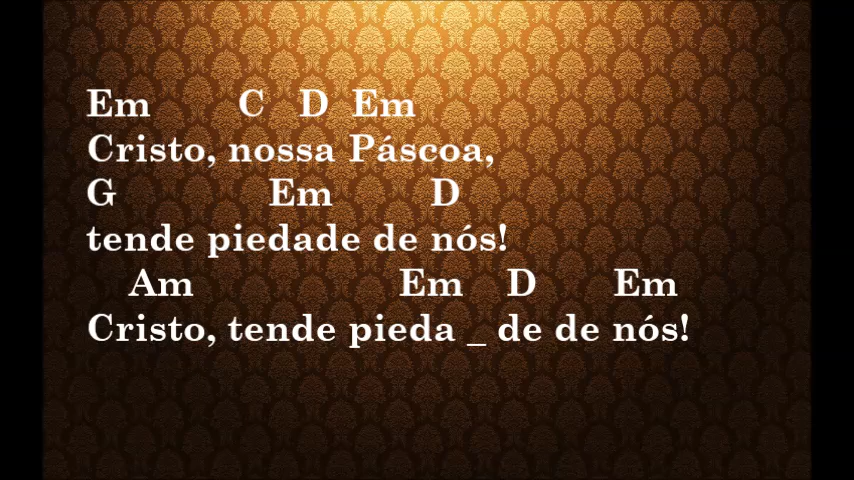 Em C D Em
Cristo, nossa Páscoa,
G Em D
tende piedade de nós!
Am Em D Em
Cristo, tende pieda _ de de nós!